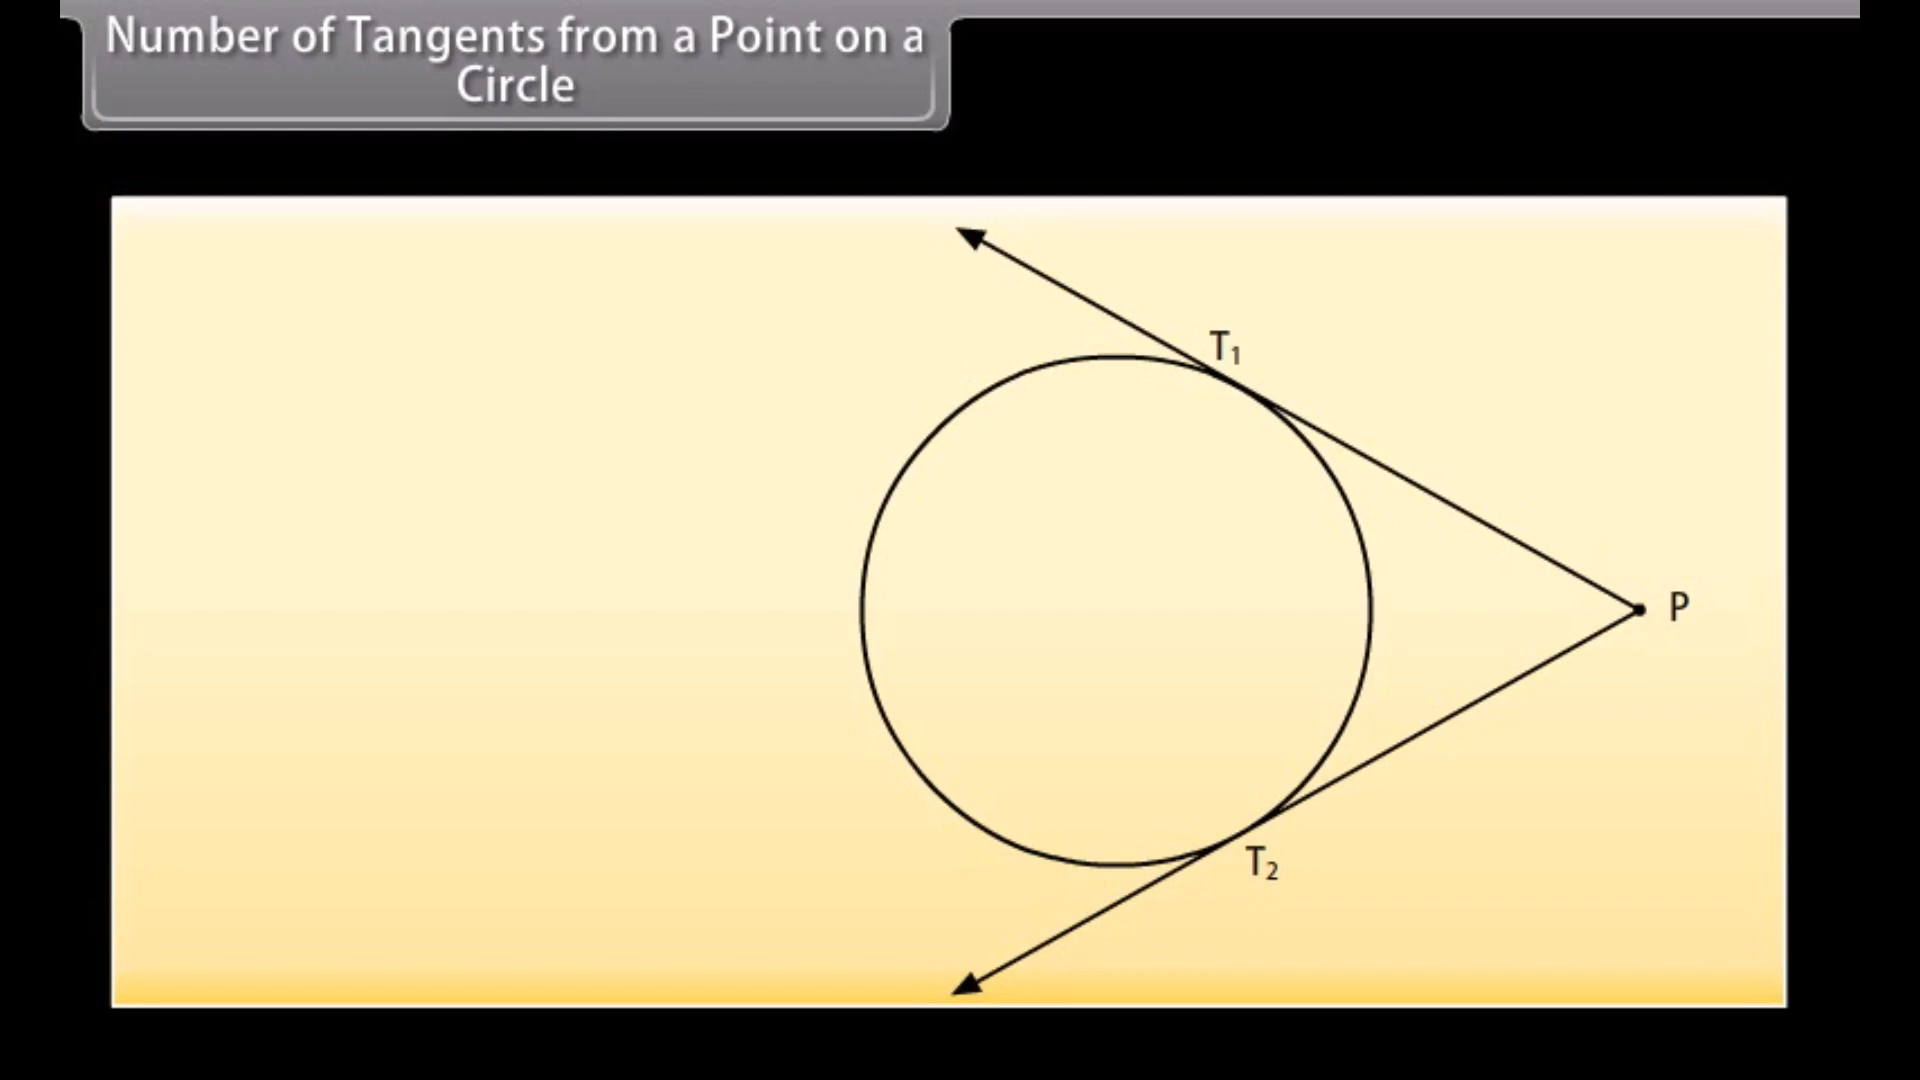 Number of Tangents from a Point on a
Circle
T₁
P
T₂